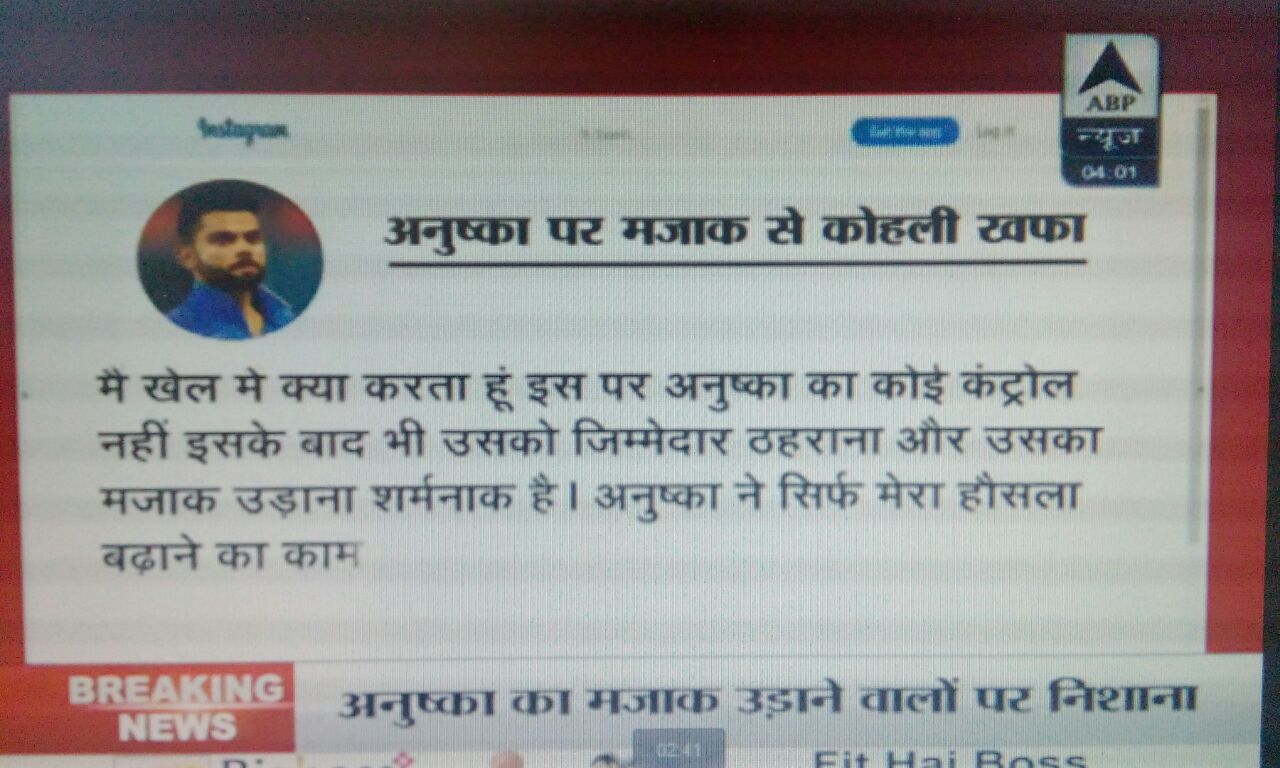 Instagram
Get the app
Log in
ABP
न्यूज़
04:01
अनुष्का पर मजाक से कोहली खफा
मै खेल मे क्या करता हूं इस पर अनुष्का का कोई कंट्रोल
नहीं इसके बाद भी उसको जिम्मेदार ठहराना और उसका
मजाक उड़ाना शर्मनाक है। अनुष्का ने सिर्फ मेरा हौसला
बढ़ाने का काम
BREAKING
NEWS
अनुष्का का मजाक उड़ाने वालों पर निशाना
02:41
Fit Hai Boss